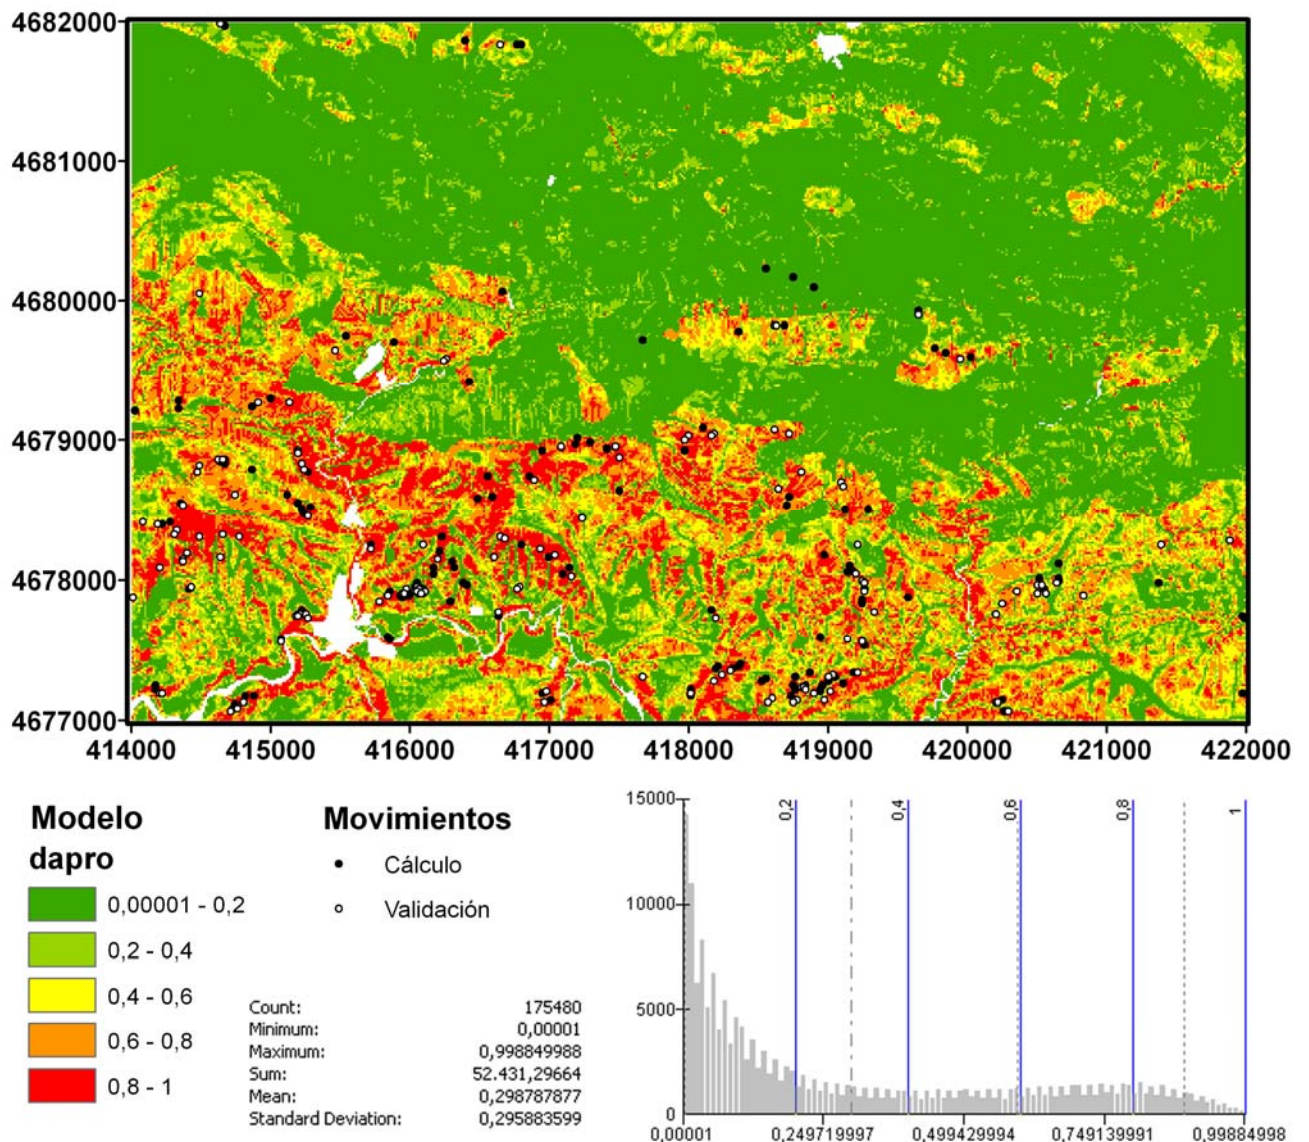 4682000
4681000
4680000
4679000
4678000
4677000
414000 415000 416000 417000 418000 419000 420000 421000 422000
Modelo
dapro
0,00001 - 0,2
0,2 - 0,4
0,4 - 0,6
0,6 - 0,8
0,8 - 1
Movimientos
Cálculo
Validación
Count: 175480
Minimum: 0,00001
Maximum: 0,998849988
Sum: 52.431,29664
Mean: 0,298787877
Standard Deviation: 0,295883599
15000
10000
5000
0
0,2 0,4 0,6 0,8 1
0,00001 0,249719997 0,499429994 0,749139991 0,998849988